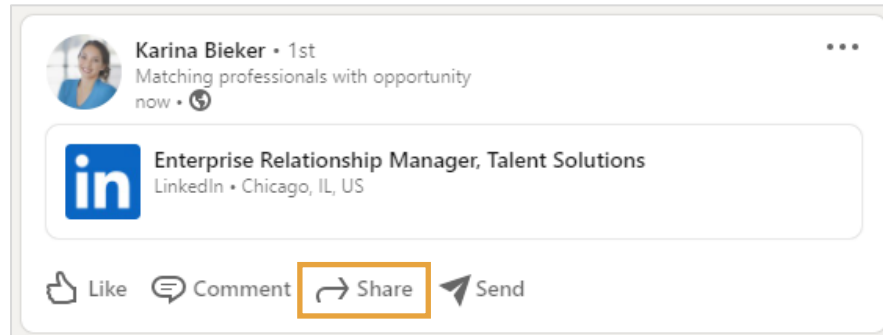 Karina Bieker • 1st
Matching professionals with opportunity
now •
in
Enterprise Relationship Manager, Talent Solutions
LinkedIn • Chicago, IL, US
Like Comment Share Send